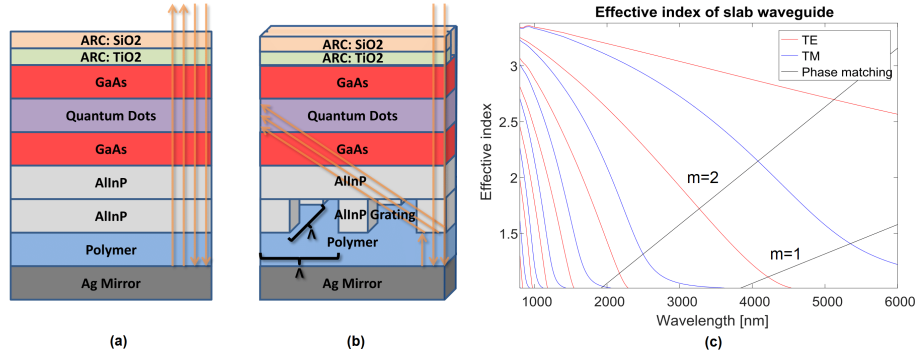 ARC: SiO2
ARC: TiO2
GaAs
Quantum Dots
GaAs
AlInP
AlInP
Polymer
Ag Mirror
(a)
ARC: SiO2
ARC: TiO2
GaAs
Quantum Dots
GaAs
AlInP
AlInP Grating
Λ
Polymer
Λ
Ag Mirror
(b)
Effective index of slab waveguide
TE
TM
Phase matching
Effective index
3
2.5
2
1.5
m=2
m=1
1000 2000 3000 4000 5000 6000
Wavelength [nm]
(c)